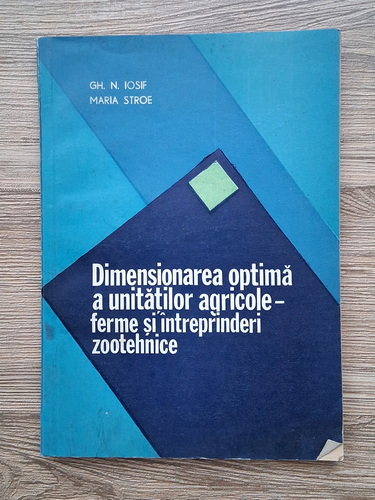 GH. N. IOSIF
MARIA STROE
Dimensionarea optimă
a unităților agricole –
ferme și întreprinderi
zootehnice